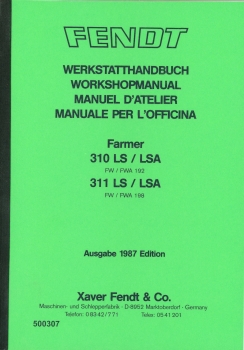 FENDT
WERKSTATTHANDBUCH
WORKSHOPMANUAL
MANUEL D'ATELIER
MANUALE PER L'OFFICINA
Farmer
310 LS / LSA
FW / FWA 192
311 LS / LSA
FW / FWA 199
Ausgabe 1987 Edition
Xaver Fendt & Co.
Maschinen- und Schlepperfabrik · D-8952 Marktoberdorf · Germany
Telefon: 08342/771 Telex: 0541201
500307